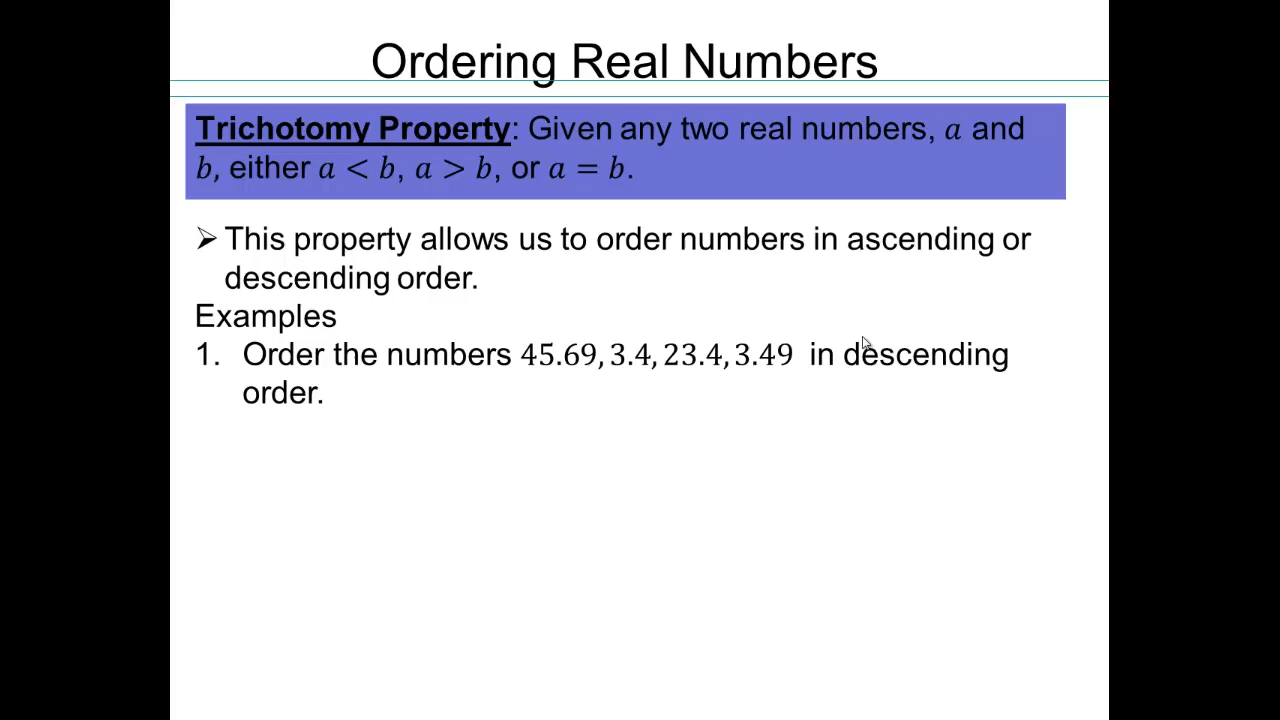 Ordering Real Numbers
Trichotomy Property: Given any two real numbers, 𝑎 and
𝑏, either 𝑎 < 𝑏, 𝑎 > 𝑏, or 𝑎 = 𝑏.
➢ This property allows us to order numbers in ascending or
descending order.
Examples
1. Order the numbers 45.69, 3.4, 23.4, 3.49 in descending
order.